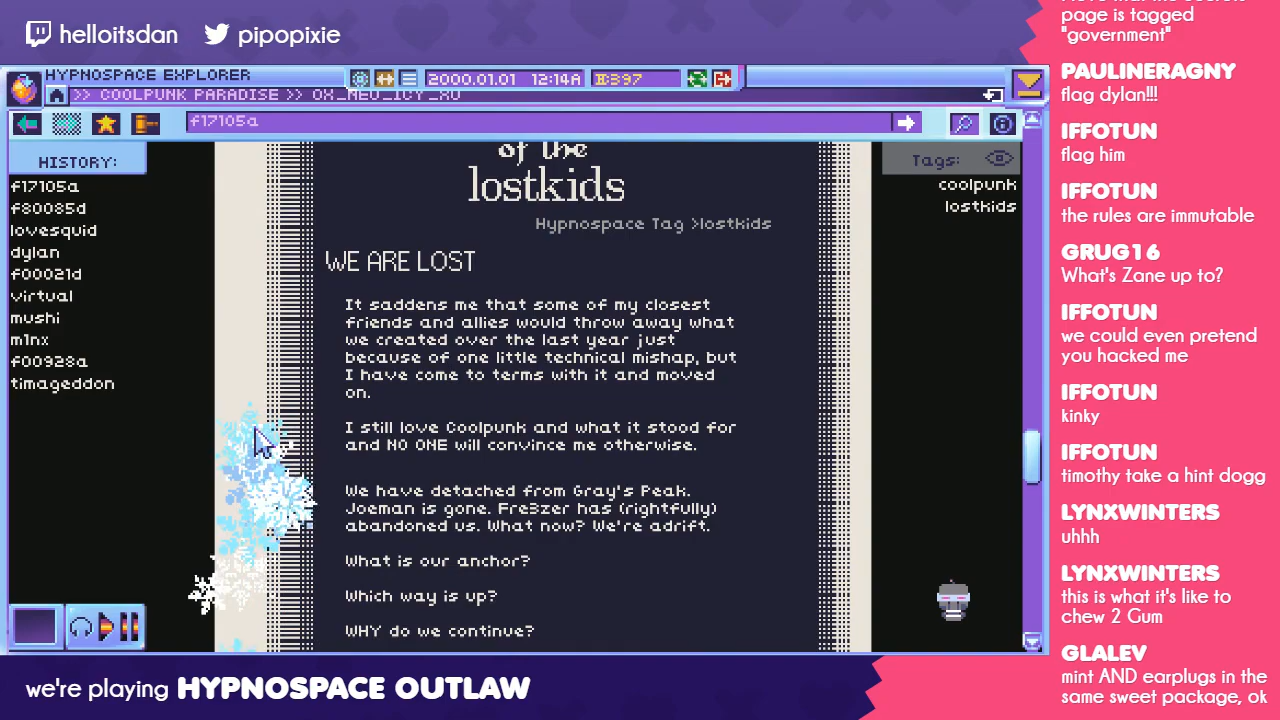 helloitsdan
pipopixie
HYPNOSPACE EXPLORER
2000.01.01 12:14A
397
>> COOLPUNK PARADISE >>
f17105a
HISTORY:
f17105a
f80085d
lovesquid
dylan
f00021d
virtual
mushi
m1nx
f00928a
timageddon
of the
lostkids
Hypnospace Tag >lostkids
WE ARE LOST
It saddens me that some of my closest
friends and allies would throw away what
we created over the last year just
because of one little technical mishap, but
I have come to terms with it and moved
on.
I still love Coolpunk and what it stood for
and NO ONE will convince me otherwise.
We have detached from Gray's Peak.
Joeman is gone. Fre3zer has (rightfully)
abandoned us. What now? We're adrift.
What is our anchor?
Which way is up?
WHY do we continue?
Tags:
coolpunk
lostkids
page is tagged
"government"
PAULINERAGNY
flag dylan!!!
IFFOTUN
flag him
IFFOTUN
the rules are immutable
GRUG16
What's Zane up to?
IFFOTUN
we could even pretend
you hacked me
IFFOTUN
kinky
IFFOTUN
timothy take a hint dogg
LYNXWINTERS
uhhh
LYNXWINTERS
this is what it's like to
chew 2 Gum
GLALEV
mint AND earplugs in the
same sweet package, ok
we're playing HYPNOSPACE OUTLAW